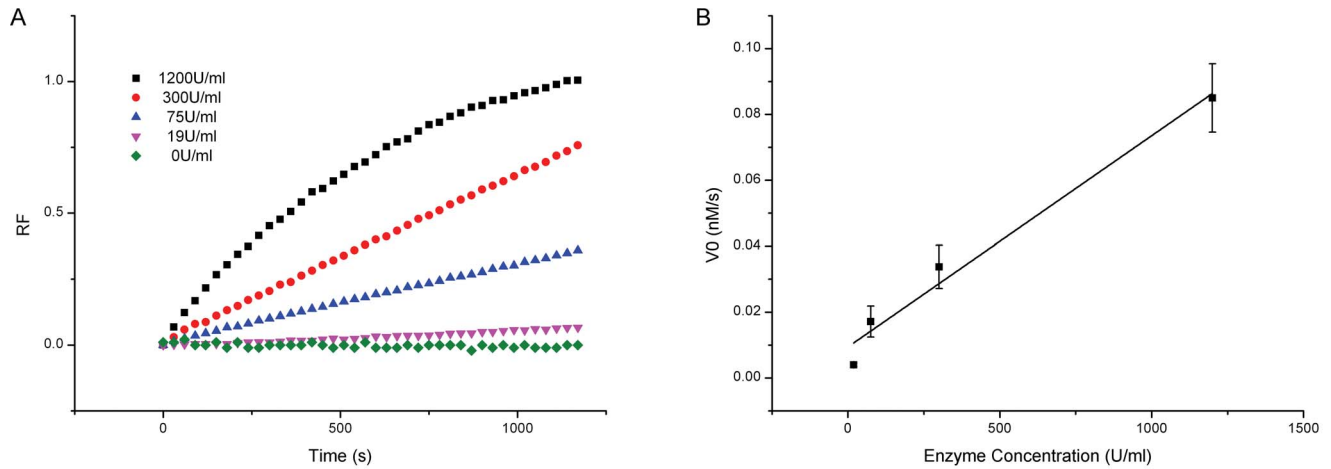 A
1200U/ml
300U/ml
75U/ml
19U/ml
0U/ml
1.0
0.5
0.0
RF
0
500
1000
Time (s)
B
0.10
0.08
0.06
0.04
0.02
0.00
V0 (nM/s)
0
500
1000
1500
Enzyme Concentration (U/ml)